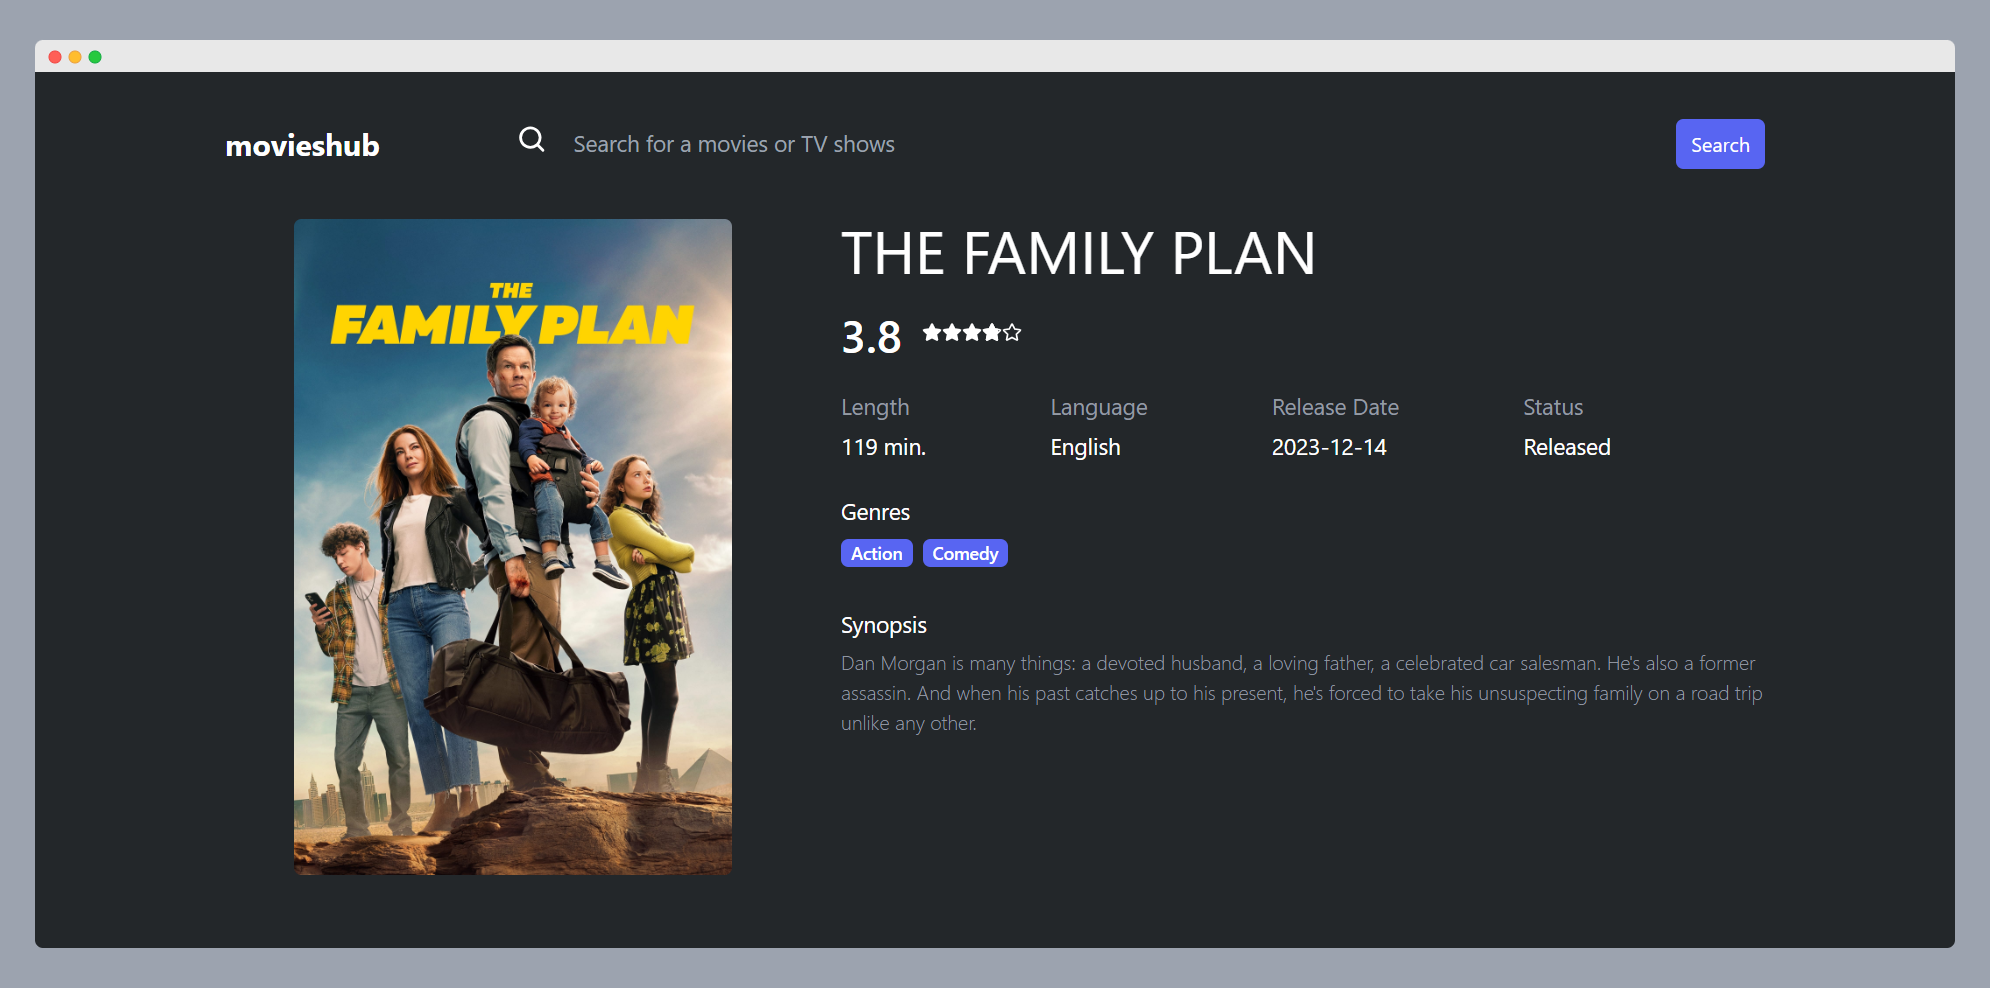 movieshub
Search for a movies or TV shows
Search
THE
FAMILY PLAN
THE FAMILY PLAN
3.8
Length
Language
Release Date
Status
119 min.
English
2023-12-14
Released
Genres
Action
Comedy
Synopsis
Dan Morgan is many things: a devoted husband, a loving father, a celebrated car salesman. He's also a former
assassin. And when his past catches up to his present, he's forced to take his unsuspecting family on a road trip
unlike any other.